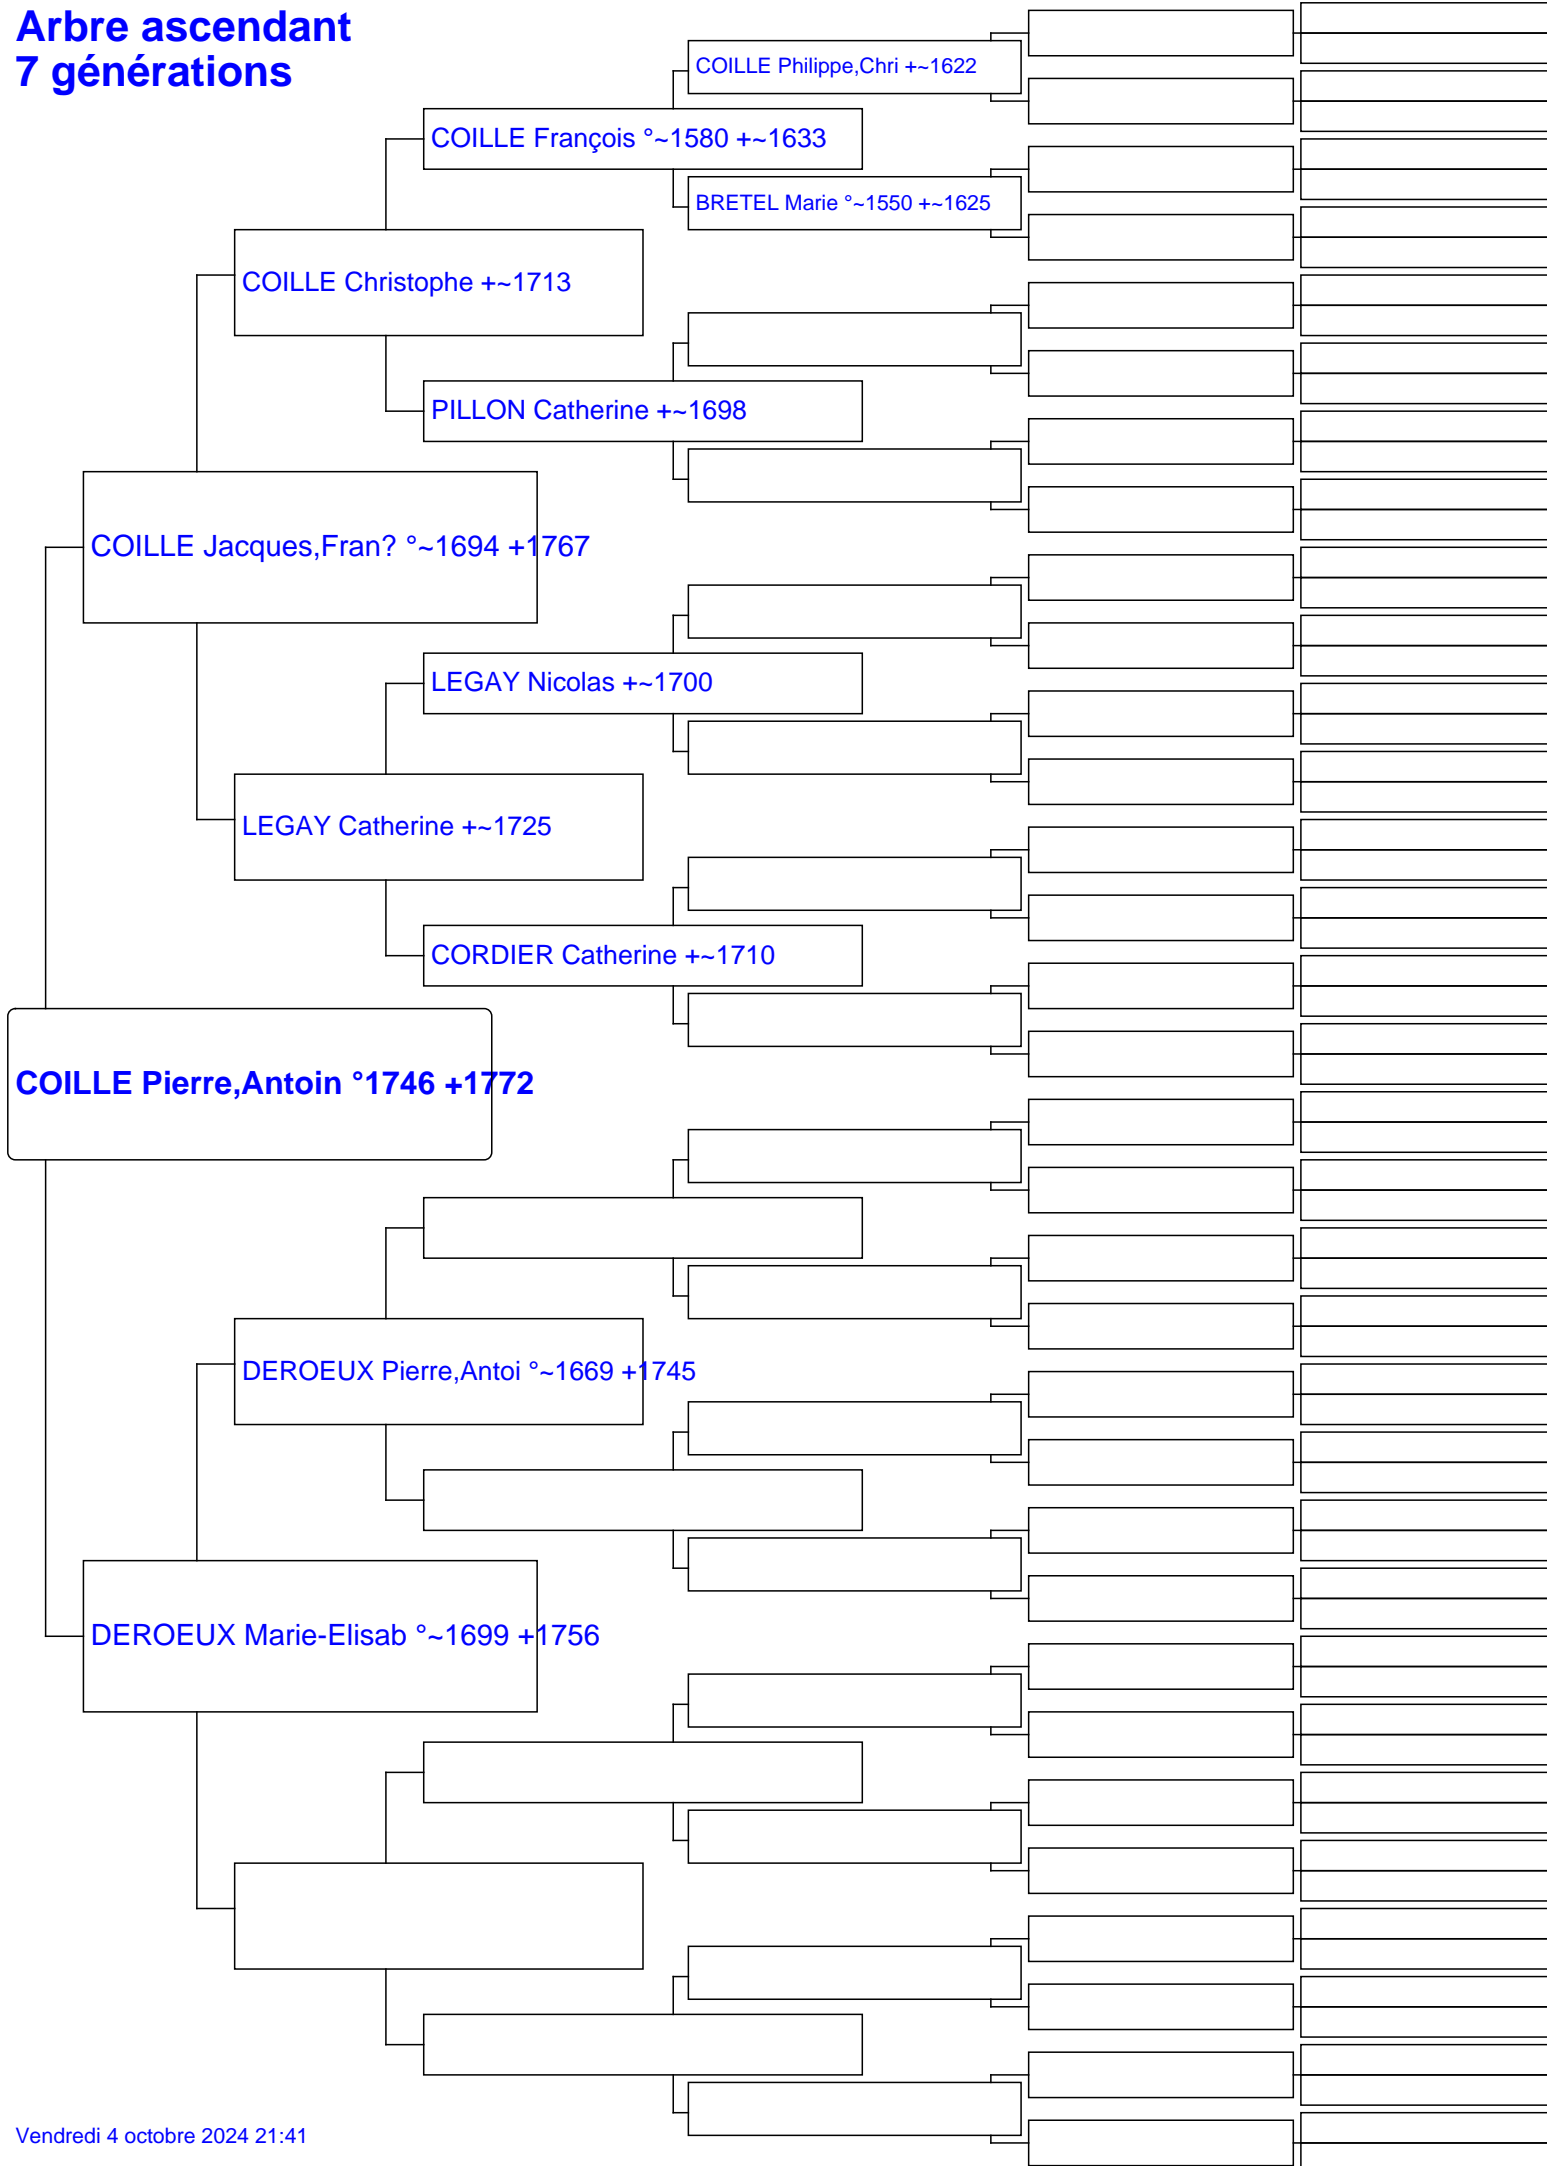 Arbre ascendant
7 générations
COILLE Philippe,Chri +~1622
COILLE François °~1580 +~1633
BRETEL Marie °~1550 +~1625
COILLE Christophe +~1713
PILLON Catherine +~1698
COILLE Jacques,Fran? °~1694 +1767
LEGAY Nicolas +~1700
LEGAY Catherine +~1725
CORDIER Catherine +~1710
COILLE Pierre,Antoin °1746 +1772
DEROEUX Pierre,Antoi °~1669 +1745
DEROEUX Marie-Elisab °~1699 +1756
Vendredi 4 octobre 2024 21:41